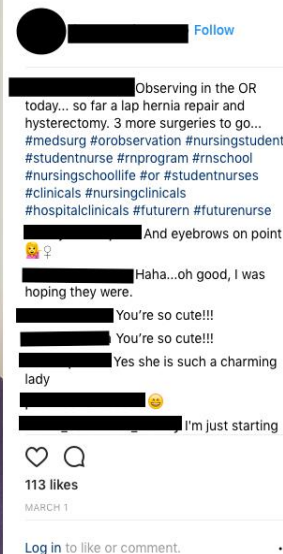 Follow
Observing in the OR
today... so far a lap hernia repair and
hysterectomy. 3 more surgeries to go...
#medsurg #orobservation #nursingstudent
#studentnurse #rnprogram #rnschool
#nursingschoollife #or #studentnurses
#clinicals #nursingclinicals
#hospitalclinicals #futurern #futurenurse
And eyebrows on point
💁♀
Haha...oh good, I was
hoping they were.
You're so cute!!!
You're so cute!!!
Yes she is such a charming
lady
😄
I'm just starting
113 likes
MARCH 1
Log in to like or comment.